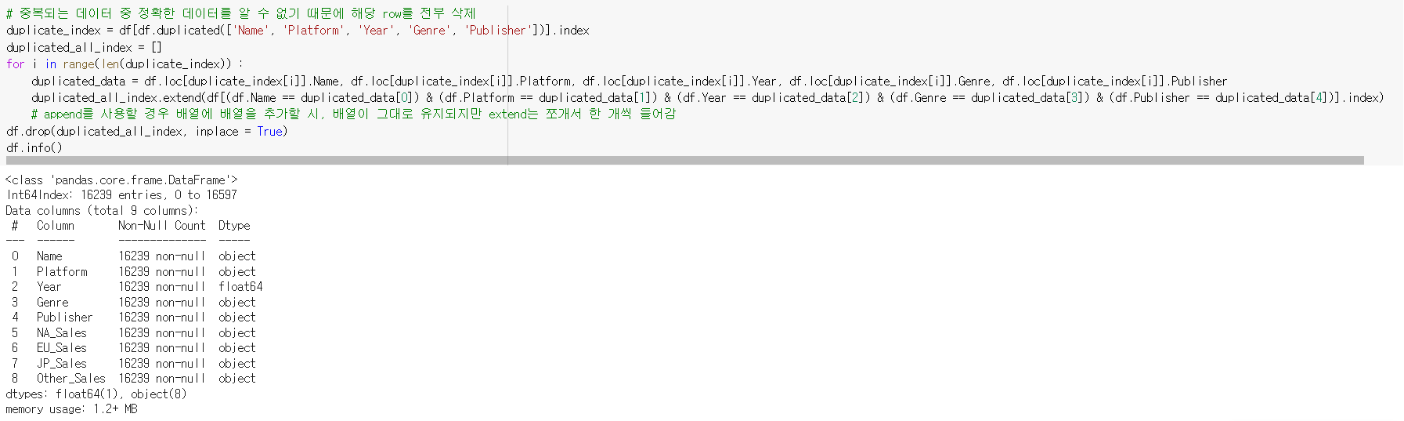 # 중복되는 데이터 중 정확한 데이터를 알 수 없기 때문에 해당 row를 전부 삭제
duplicate_index = df[df.duplicated(['Name', 'Platform', 'Year', 'Genre', 'Publisher'])].index
duplicated_all_index = []
for i in range(len(duplicate_index)) :
    duplicated_data = df.loc[duplicate_index[i]].Name, df.loc[duplicate_index[i]].Platform, df.loc[duplicate_index[i]].Year, df.loc[duplicate_index[i]].Genre, df.loc[duplicate_index[i]].Publisher
    duplicated_all_index.extend(df[(df.Name == duplicated_data[0]) & (df.Platform == duplicated_data[1]) & (df.Year == duplicated_data[2]) & (df.Genre == duplicated_data[3]) & (df.Publisher == duplicated_data[4])].index)
    # append를 사용할 경우 배열에 배열을 추가할 시, 배열이 그대로 유지되지만 extend는 쪼개서 한 개씩 들어감
df.drop(duplicated_all_index, inplace = True)
df.info()
<class 'pandas.core.frame.DataFrame'>
Int64Index: 16239 entries, 0 to 16597
Data columns (total 9 columns):
 #   Column       Non-Null Count  Dtype
---  ------       --------------  -----
 0   Name         16239 non-null  object
 1   Platform     16239 non-null  object
 2   Year         16239 non-null  float64
 3   Genre        16239 non-null  object
 4   Publisher    16239 non-null  object
 5   NA_Sales     16239 non-null  object
 6   EU_Sales     16239 non-null  object
 7   JP_Sales     16239 non-null  object
 8   Other_Sales  16239 non-null  object
dtypes: float64(1), object(8)
memory usage: 1.2+ MB